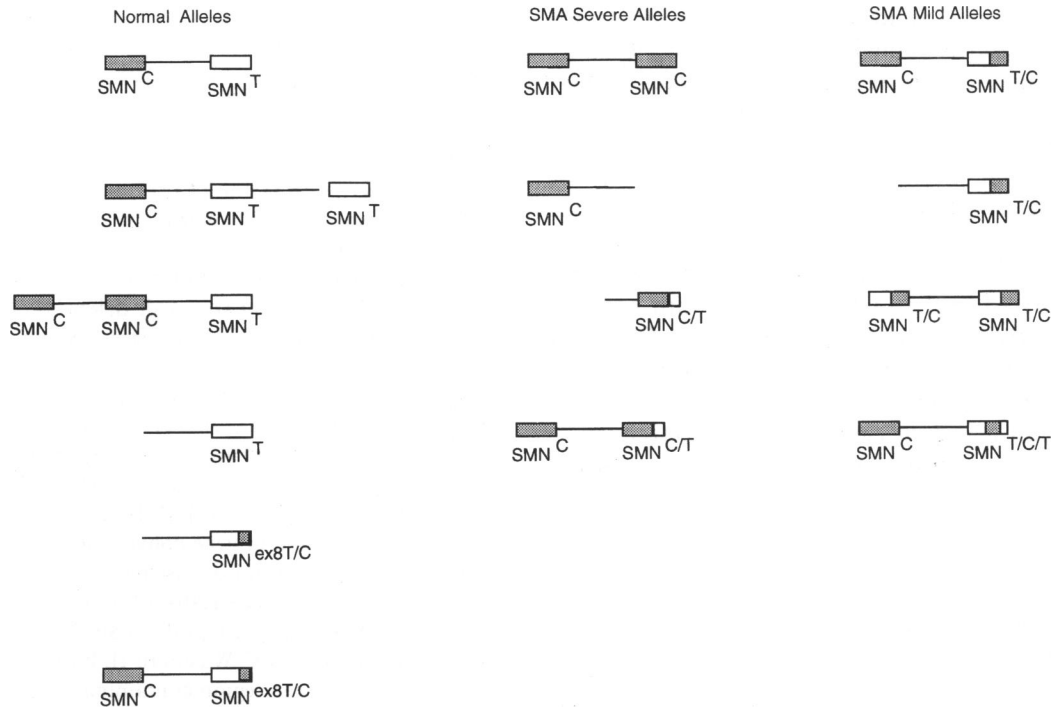 Normal Alleles SMA Severe Alleles SMA Mild Alleles
SMN C SMN T SMN C SMN C SMN C SMN T/C
SMN C SMN T SMN T SMN C SMN T/C
SMN C SMN C SMN T SMN C/T SMN T/C SMN T/C
SMN T SMN C SMN C/T SMN C SMN T/C/T
SMN ex8T/C
SMN C SMN ex8T/C